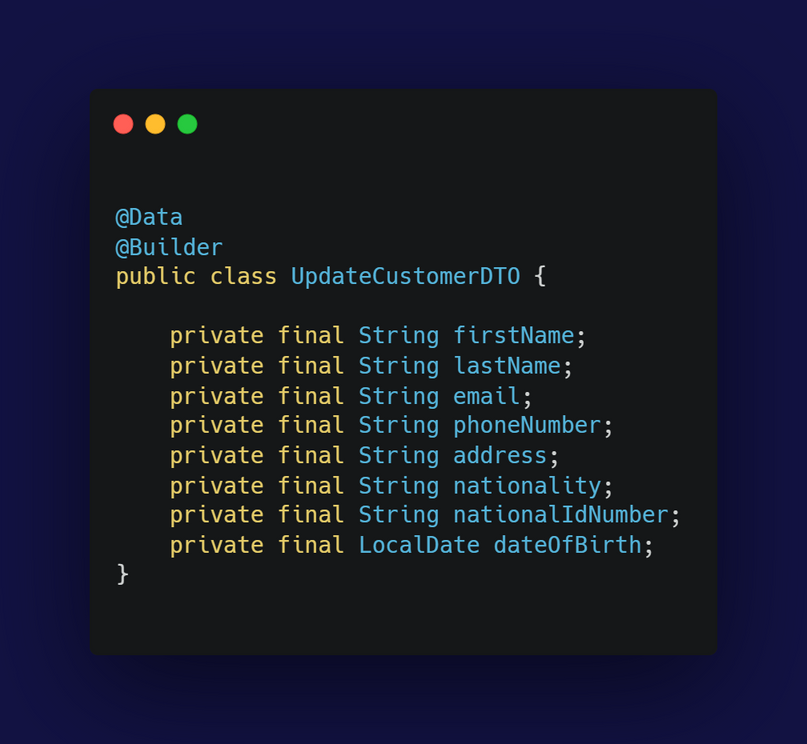 @Data
@Builder
public class UpdateCustomerDTO {
    private final String firstName;
    private final String lastName;
    private final String email;
    private final String phoneNumber;
    private final String address;
    private final String nationality;
    private final String nationalIdNumber;
    private final LocalDate dateOfBirth;
}